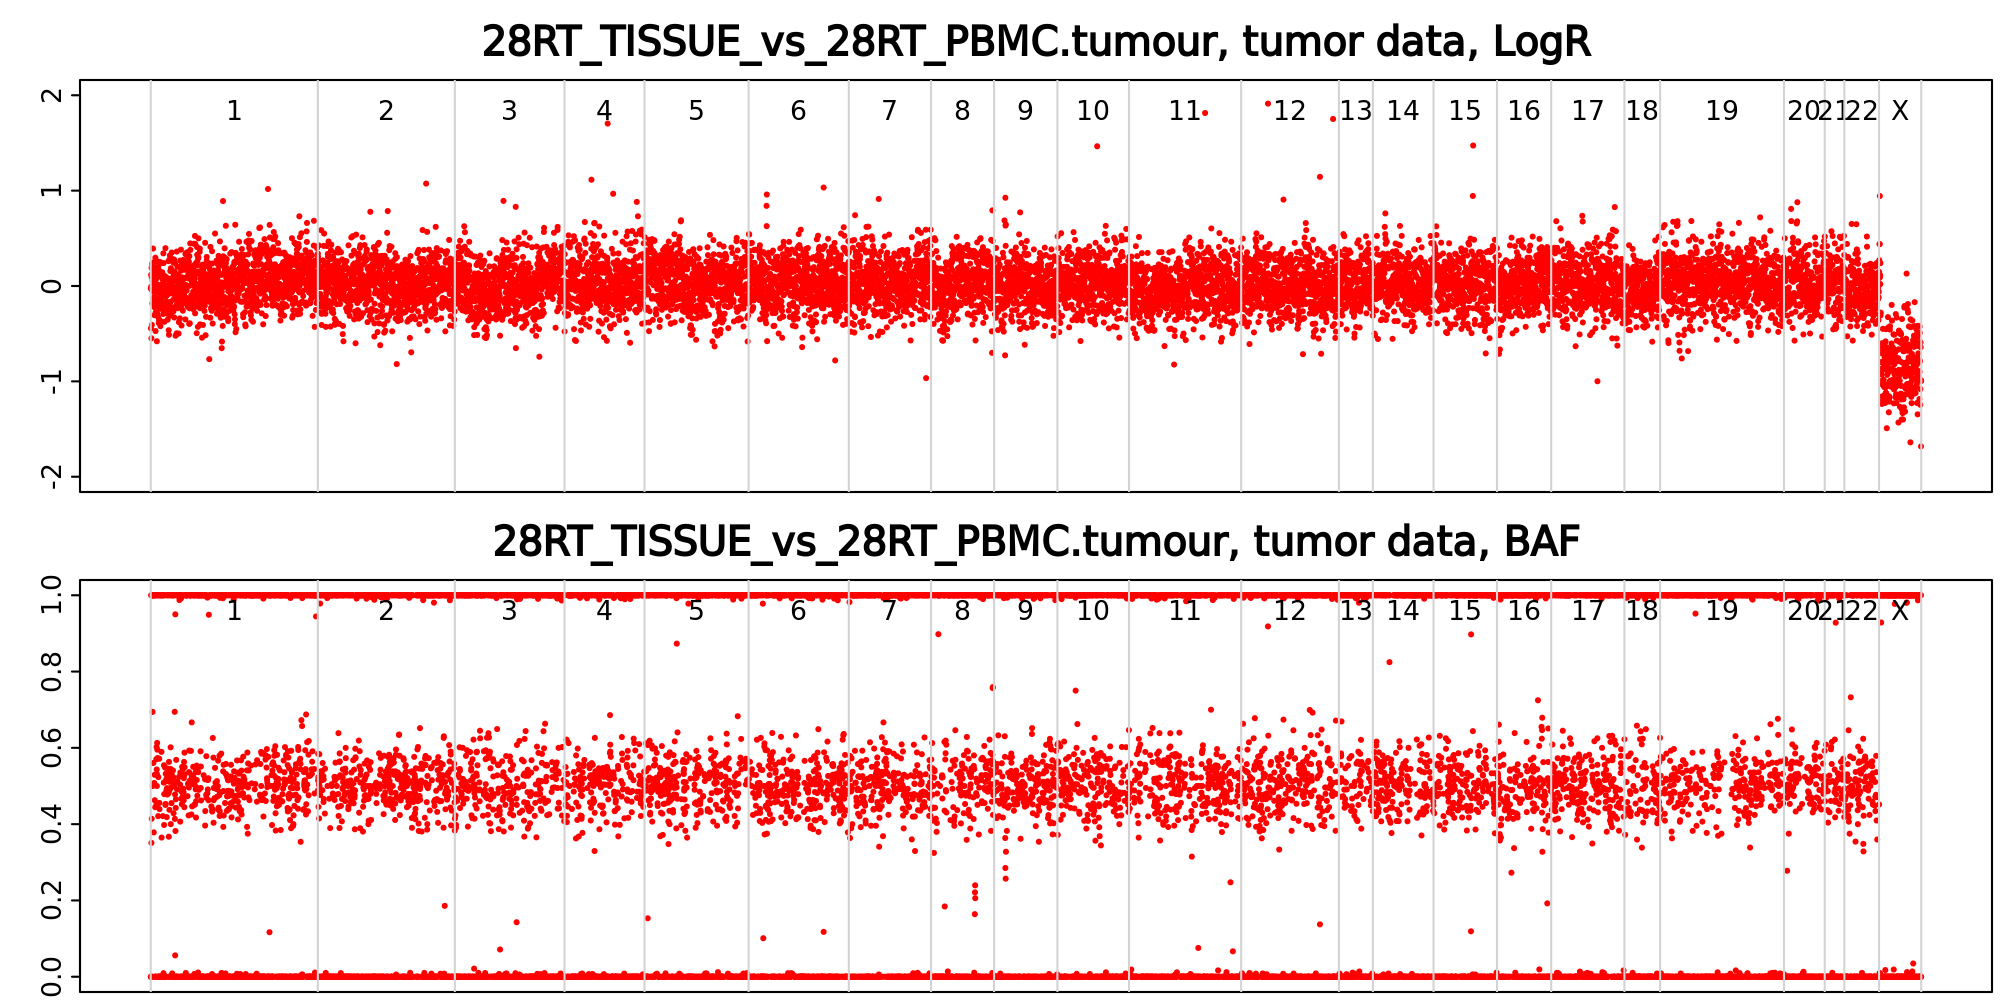 28RT_TISSUE_vs_28RT_PBMC.tumour, tumor data, LogR
1 2 3 4 5 6 7 8 9 10 11 12 13 14 15 16 17 18 19 20 21 22 X
2
1
0
-1
-2
28RT_TISSUE_vs_28RT_PBMC.tumour, tumor data, BAF
1 2 3 4 5 6 7 8 9 10 11 12 13 14 15 16 17 18 19 20 21 22 X
1.0
0.8
0.6
0.4
0.2
0.0